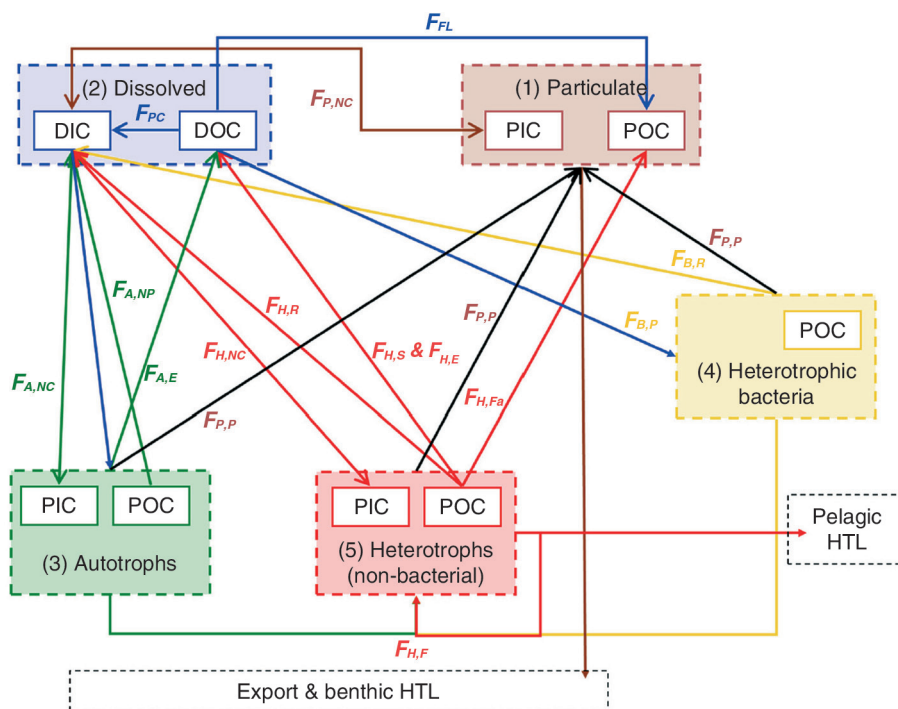 F_FL
(2) Dissolved
(1) Particulate
F_P,NC
F_PC
DIC
DOC
PIC
POC
F_P,P
F_B,R
F_A,NP
F_H,R
F_P,P
F_B,P
POC
F_H,NC
F_H,S & F_H,E
F_A,NC
F_A,E
F_H,Fa
(4) Heterotrophic
bacteria
F_P,P
PIC
POC
PIC
POC
(3) Autotrophs
(5) Heterotrophs
(non-bacterial)
Pelagic
HTL
F_H,F
Export & benthic HTL